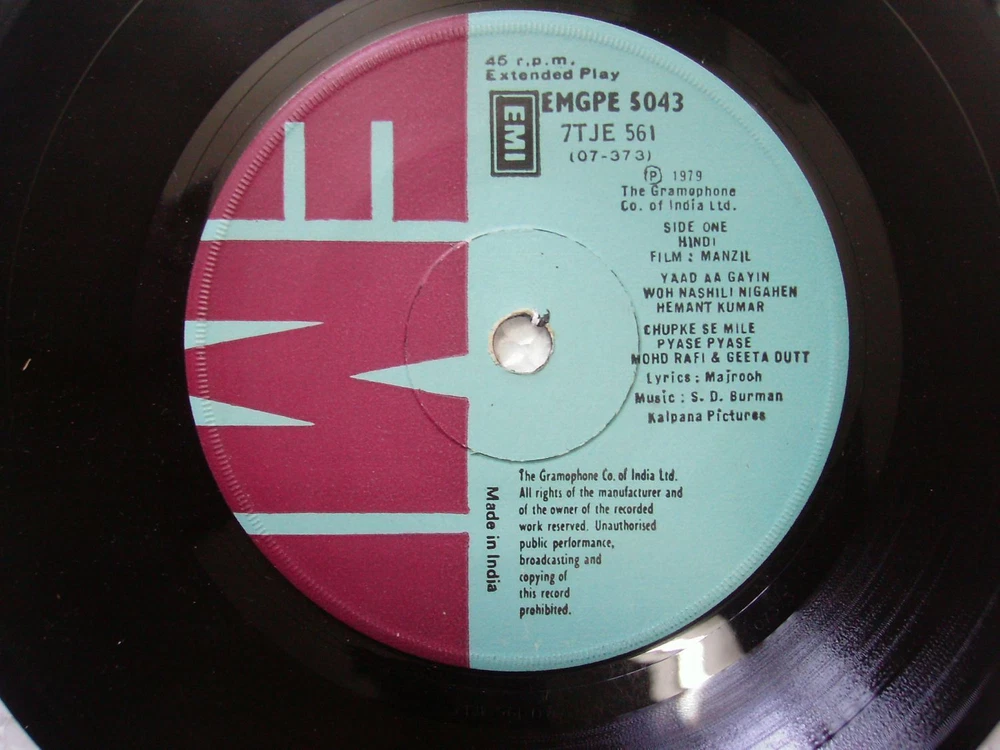 45 r.p.m.
Extended Play
EMI
EMGPE 5043
7TJE 561
(07-373)
℗ 1979
The Gramophone
Co. of India Ltd.
SIDE ONE
HINDI
FILM : MANZIL
YAAD AA GAYIN
WOH NASHILI NIGAHEN
HEMANT KUMAR
CHUPKE SE MILE
PYASE PYASE
MOHD RAFI & GEETA DUTT
Lyrics : Majrooh
Music : S. D. Burman
Kalpana Pictures
The Gramophone Co. of India Ltd.
All rights of the manufacturer and
of the owner of the recorded
work reserved. Unauthorised
public performance,
broadcasting and
copying of
this record
prohibited.
Made in India
EMI